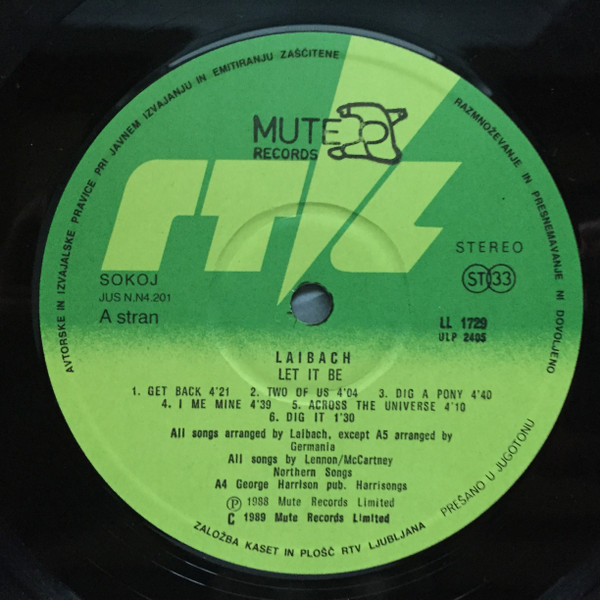 AVTORSKE IN IZVAJALSKE PRAVICE PRI JAVNEM IZVAJANJU IN EMITIRANJU ZAŠČITENE
RAZMNOŽEVANJE IN PRESNEMAVANJE NI DOVOLJENO
MUTE
RECORDS
rtl
SOKOJ
JUS N.N4.201
A stran
STEREO
ST 33
LL 1729
ULP 2405
LAIBACH
LET IT BE
1. GET BACK 4'21 2. TWO OF US 4'04 3. DIG A PONY 4'40
4. I ME MINE 4'39 5. ACROSS THE UNIVERSE 4'10
6. DIG IT 1'30
All songs arranged by Laibach, except A5 arranged by
Germania
All songs by Lennon/McCartney
Northern Songs
A4 George Harrison pub. Harrisongs
Ⓟ 1988 Mute Records Limited
C 1989 Mute Records Limited
ZALOŽBA KASET IN PLOŠČ RTV LJUBLJANA
PREŠANO U JUGOTONU